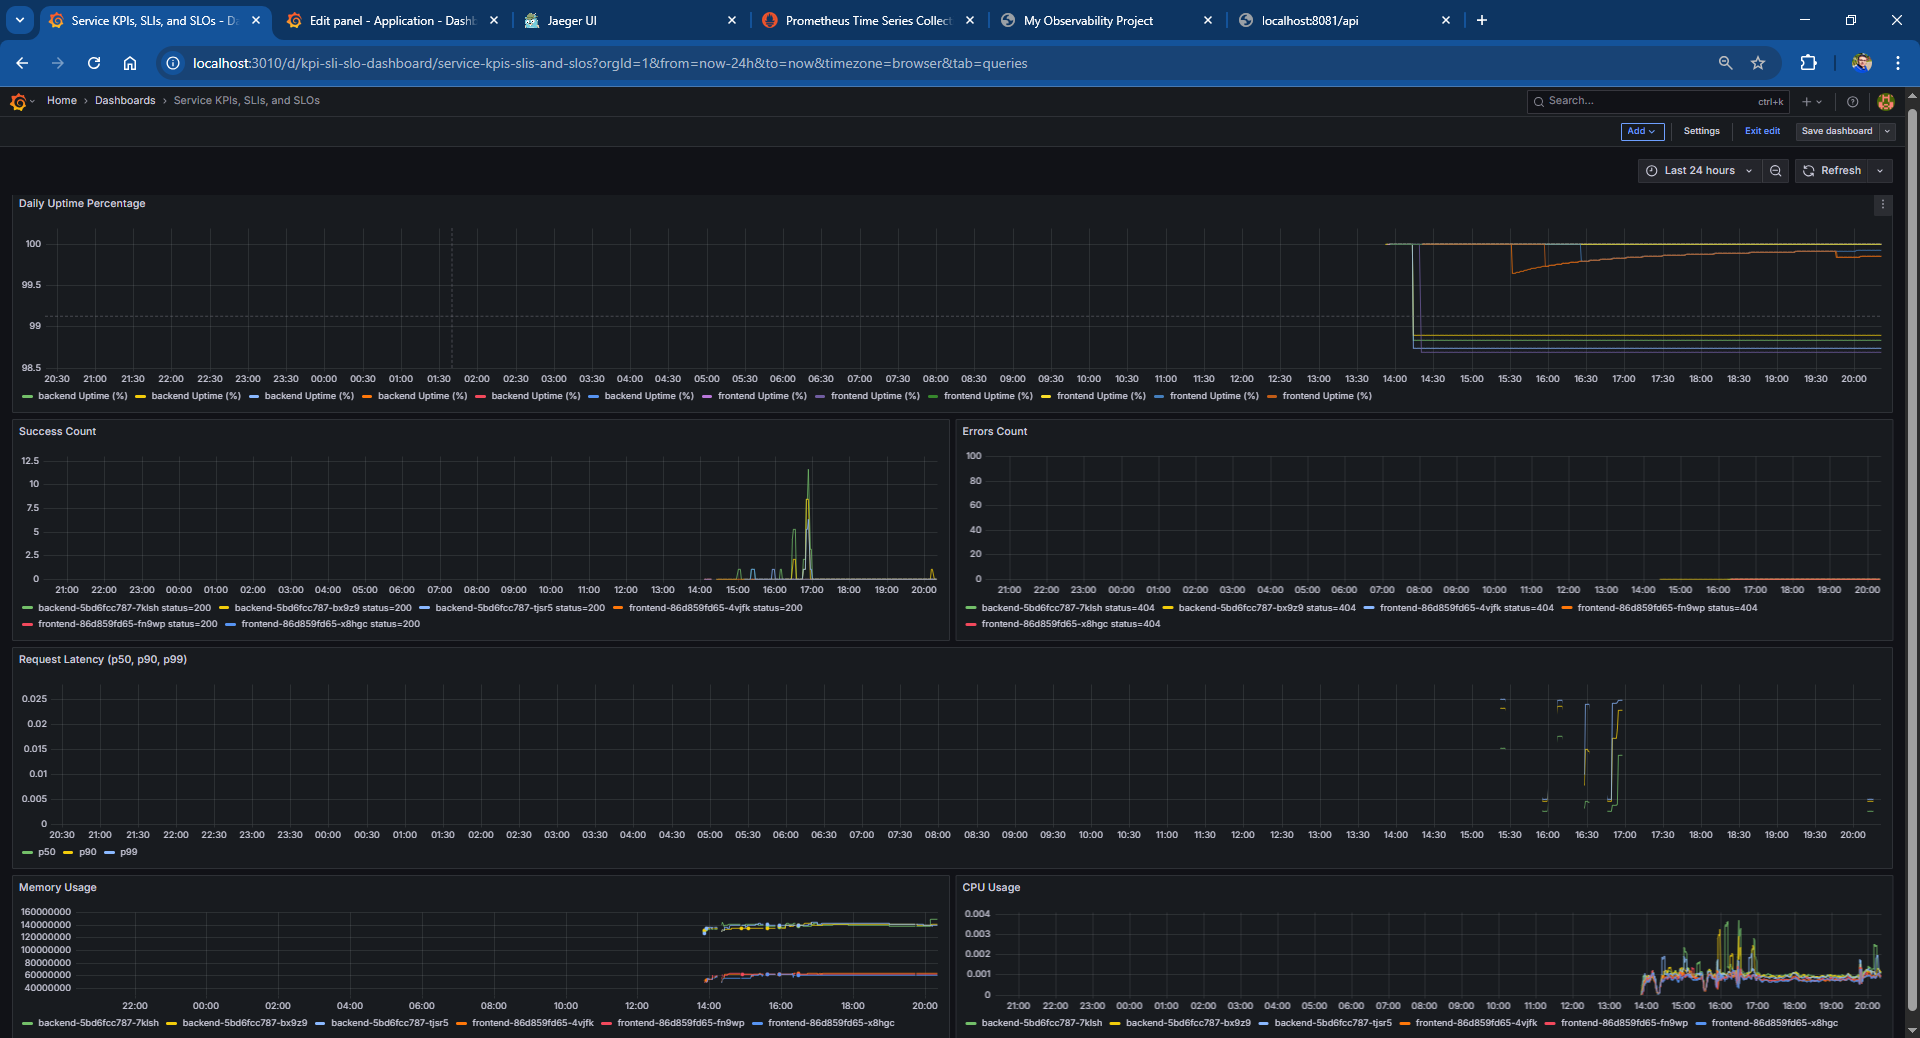 Service KPIs, SLIs, and SLOs - Da
Edit panel - Application - Dashb
Jaeger UI
Prometheus Time Series Collect
My Observability Project
localhost:8081/api
localhost:3010/d/kpi-sli-slo-dashboard/service-kpis-slis-and-slos?orgId=1&from=now-24h&to=now&timezone=browser&tab=queries
Home › Dashboards › Service KPIs, SLIs, and SLOs
Search... ctrl+k
Add Settings Exit edit Save dashboard
Last 24 hours Refresh
Daily Uptime Percentage
100
99.5
99
98.5
20:30 21:00 21:30 22:00 22:30 23:00 23:30 00:00 00:30 01:00 01:30 02:00 02:30 03:00 03:30 04:00 04:30 05:00 05:30 06:00 06:30 07:00 07:30 08:00 08:30 09:00 09:30 10:00 10:30 11:00 11:30 12:00 12:30 13:00 13:30 14:00 14:30 15:00 15:30 16:00 16:30 17:00 17:30 18:00 18:30 19:00 19:30 20:00
backend Uptime (%) backend Uptime (%) backend Uptime (%) backend Uptime (%) backend Uptime (%) backend Uptime (%) frontend Uptime (%) frontend Uptime (%) frontend Uptime (%) frontend Uptime (%) frontend Uptime (%) frontend Uptime (%)
Success Count
12.5
10
7.5
5
2.5
0
21:00 22:00 23:00 00:00 01:00 02:00 03:00 04:00 05:00 06:00 07:00 08:00 09:00 10:00 11:00 12:00 13:00 14:00 15:00 16:00 17:00 18:00 19:00 20:00
backend-5bd6fcc787-7klsh status=200 backend-5bd6fcc787-bx9z9 status=200 backend-5bd6fcc787-tjsr5 status=200 frontend-86d859fd65-4vjfk status=200
frontend-86d859fd65-fn9wp status=200 frontend-86d859fd65-x8hgc status=200
Errors Count
100
80
60
40
20
0
21:00 22:00 23:00 00:00 01:00 02:00 03:00 04:00 05:00 06:00 07:00 08:00 09:00 10:00 11:00 12:00 13:00 14:00 15:00 16:00 17:00 18:00 19:00 20:00
backend-5bd6fcc787-7klsh status=404 backend-5bd6fcc787-bx9z9 status=404 frontend-86d859fd65-4vjfk status=404 frontend-86d859fd65-fn9wp status=404
frontend-86d859fd65-x8hgc status=404
Request Latency (p50, p90, p99)
0.025
0.02
0.015
0.01
0.005
0
20:30 21:00 21:30 22:00 22:30 23:00 23:30 00:00 00:30 01:00 01:30 02:00 02:30 03:00 03:30 04:00 04:30 05:00 05:30 06:00 06:30 07:00 07:30 08:00 08:30 09:00 09:30 10:00 10:30 11:00 11:30 12:00 12:30 13:00 13:30 14:00 14:30 15:00 15:30 16:00 16:30 17:00 17:30 18:00 18:30 19:00 19:30 20:00
p50 p90 p99
Memory Usage
160000000
140000000
120000000
100000000
80000000
60000000
40000000
22:00 00:00 02:00 04:00 06:00 08:00 10:00 12:00 14:00 16:00 18:00 20:00
backend-5bd6fcc787-7klsh backend-5bd6fcc787-bx9z9 backend-5bd6fcc787-tjsr5 frontend-86d859fd65-4vjfk frontend-86d859fd65-fn9wp frontend-86d859fd65-x8hgc
CPU Usage
0.004
0.003
0.002
0.001
0
21:00 22:00 23:00 00:00 01:00 02:00 03:00 04:00 05:00 06:00 07:00 08:00 09:00 10:00 11:00 12:00 13:00 14:00 15:00 16:00 17:00 18:00 19:00 20:00
backend-5bd6fcc787-7klsh backend-5bd6fcc787-bx9z9 backend-5bd6fcc787-tjsr5 frontend-86d859fd65-4vjfk frontend-86d859fd65-fn9wp frontend-86d859fd65-x8hgc